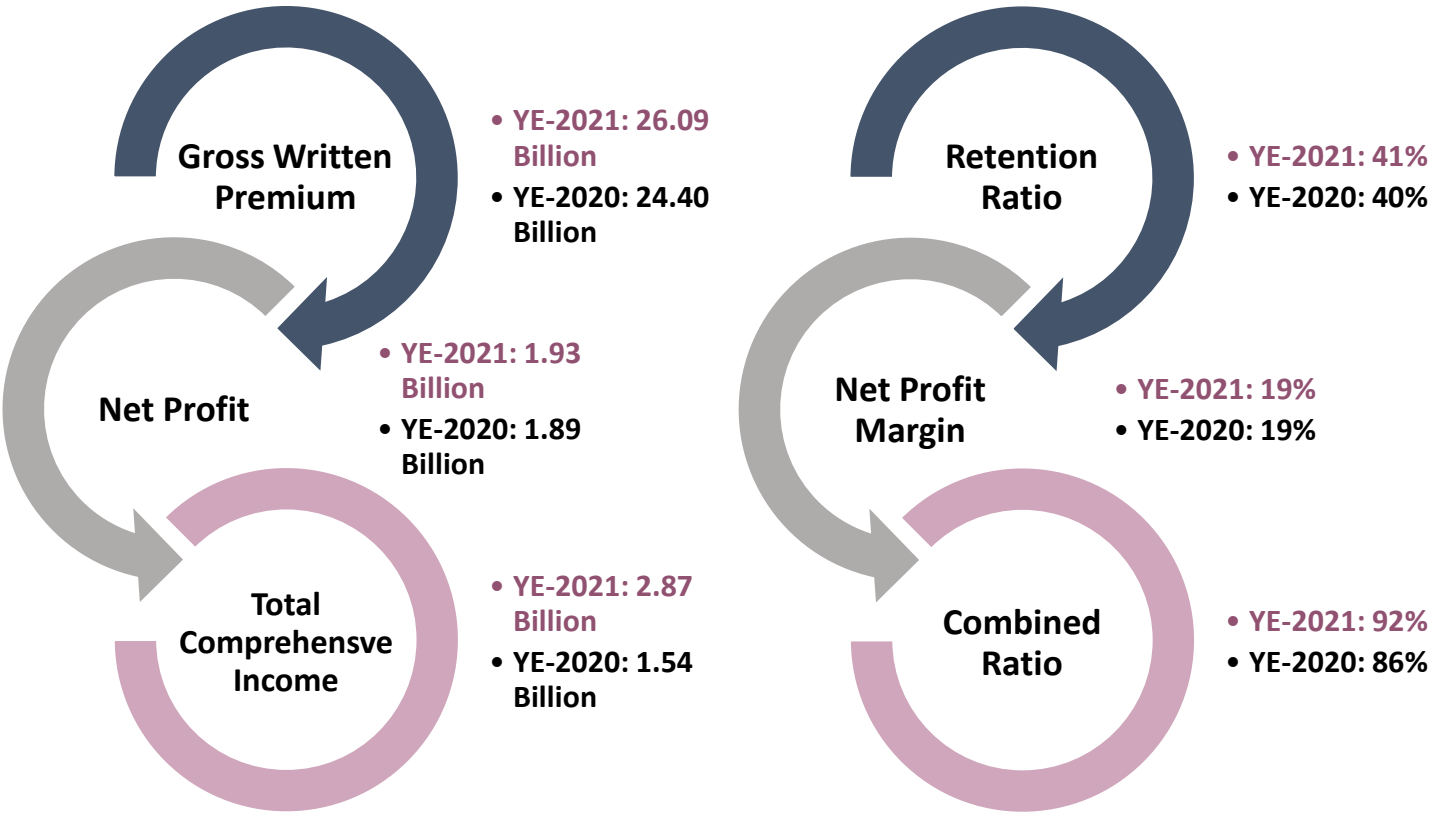 Gross Written
Premium
• YE-2021: 26.09
Billion
• YE-2020: 24.40
Billion
Net Profit
• YE-2021: 1.93
Billion
• YE-2020: 1.89
Billion
Total
Comprehensve
Income
• YE-2021: 2.87
Billion
• YE-2020: 1.54
Billion
Retention
Ratio
• YE-2021: 41%
• YE-2020: 40%
Net Profit
Margin
• YE-2021: 19%
• YE-2020: 19%
Combined
Ratio
• YE-2021: 92%
• YE-2020: 86%